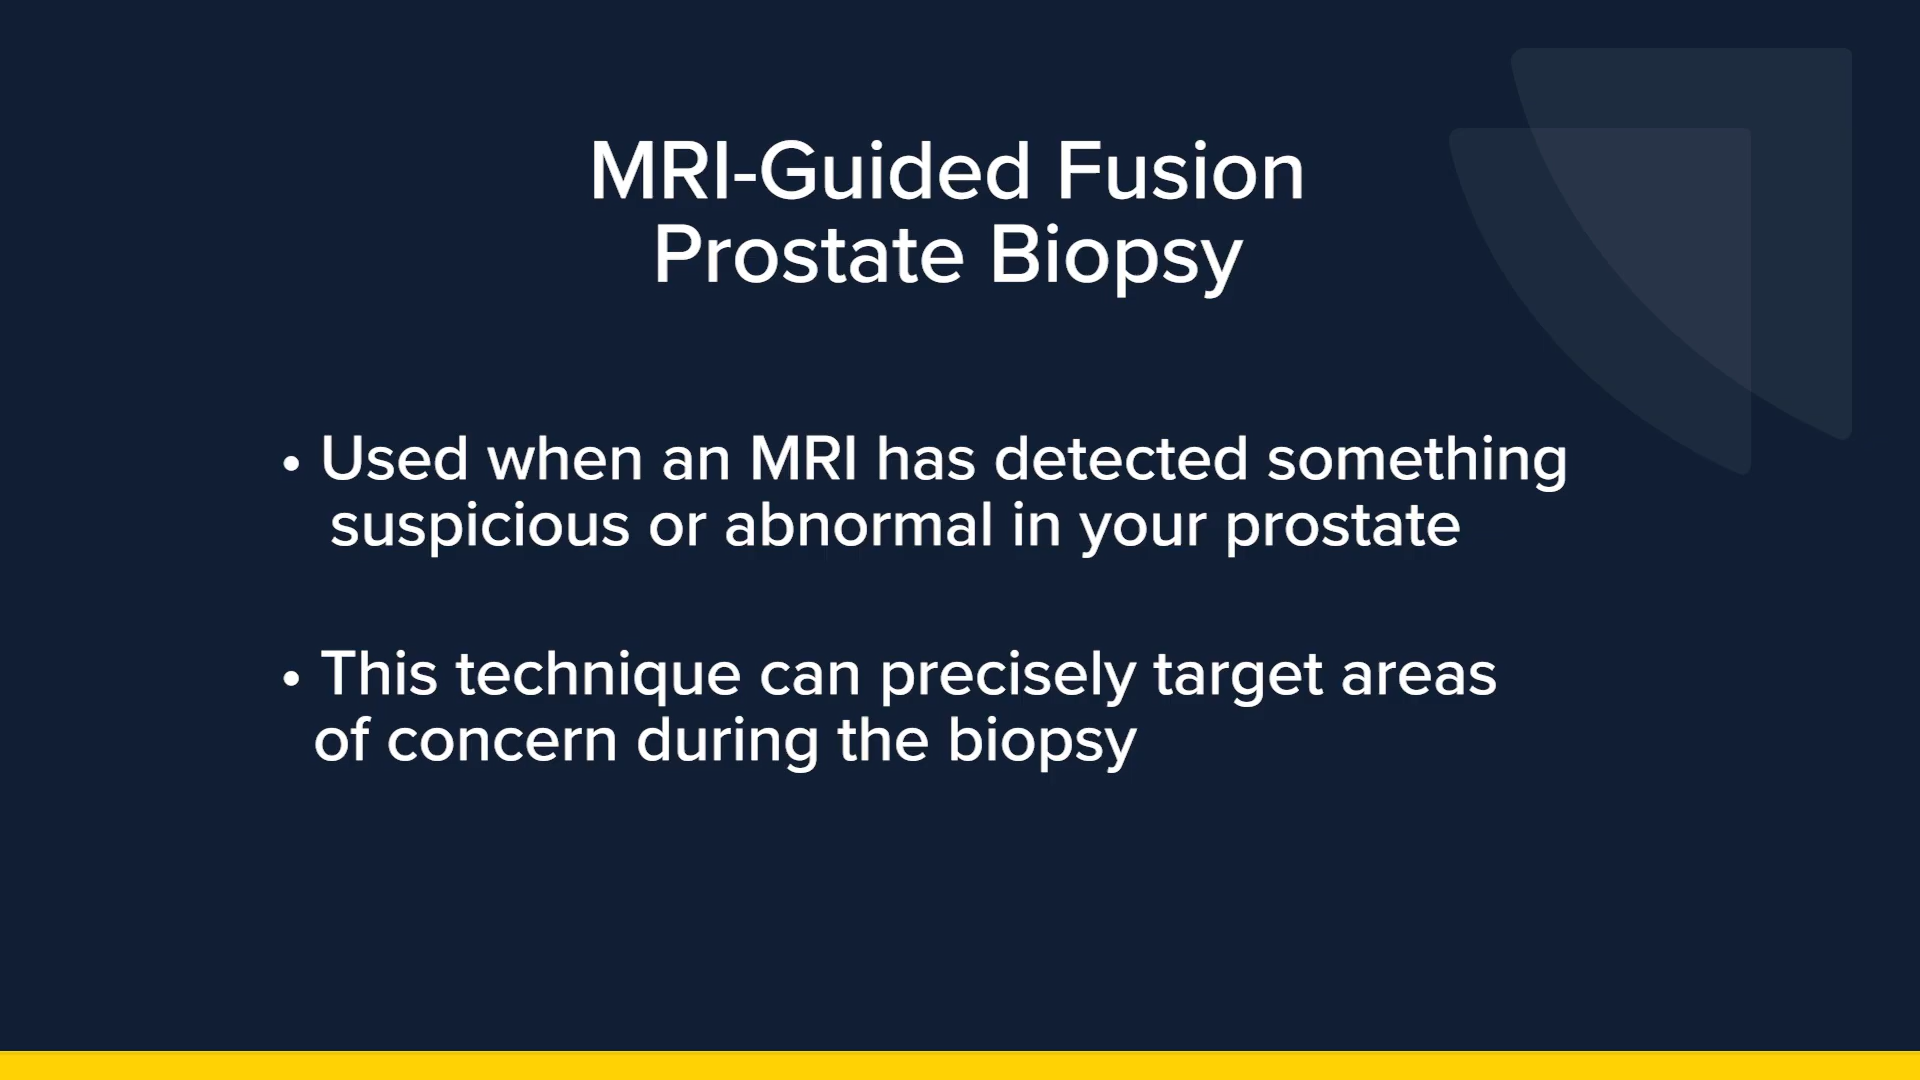 MRI-Guided Fusion
Prostate Biopsy
• Used when an MRI has detected something
suspicious or abnormal in your prostate
• This technique can precisely target areas
of concern during the biopsy